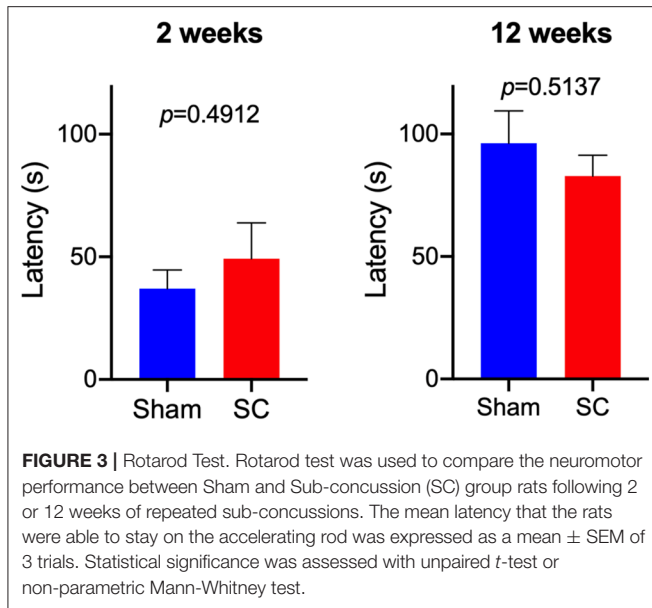 2 weeks
12 weeks
p=0.4912
p=0.5137
Latency (s)
100
50
0
Sham SC
Latency (s)
100
50
0
Sham SC
FIGURE 3 | Rotarod Test. Rotarod test was used to compare the neuromotor
performance between Sham and Sub-concussion (SC) group rats following 2
or 12 weeks of repeated sub-concussions. The mean latency that the rats
were able to stay on the accelerating rod was expressed as a mean ± SEM of
3 trials. Statistical significance was assessed with unpaired t-test or
non-parametric Mann-Whitney test.